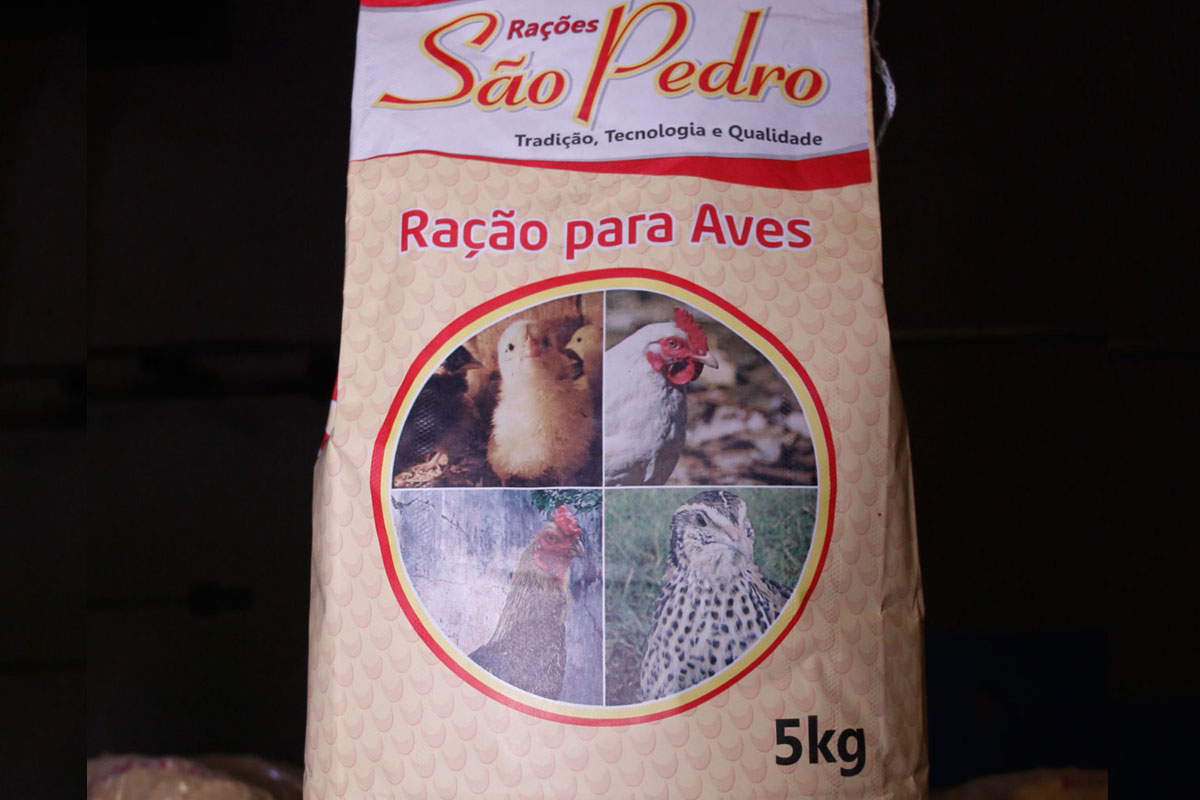 Rações
São Pedro
Tradição, Tecnologia e Qualidade
Ração para Aves
5kg